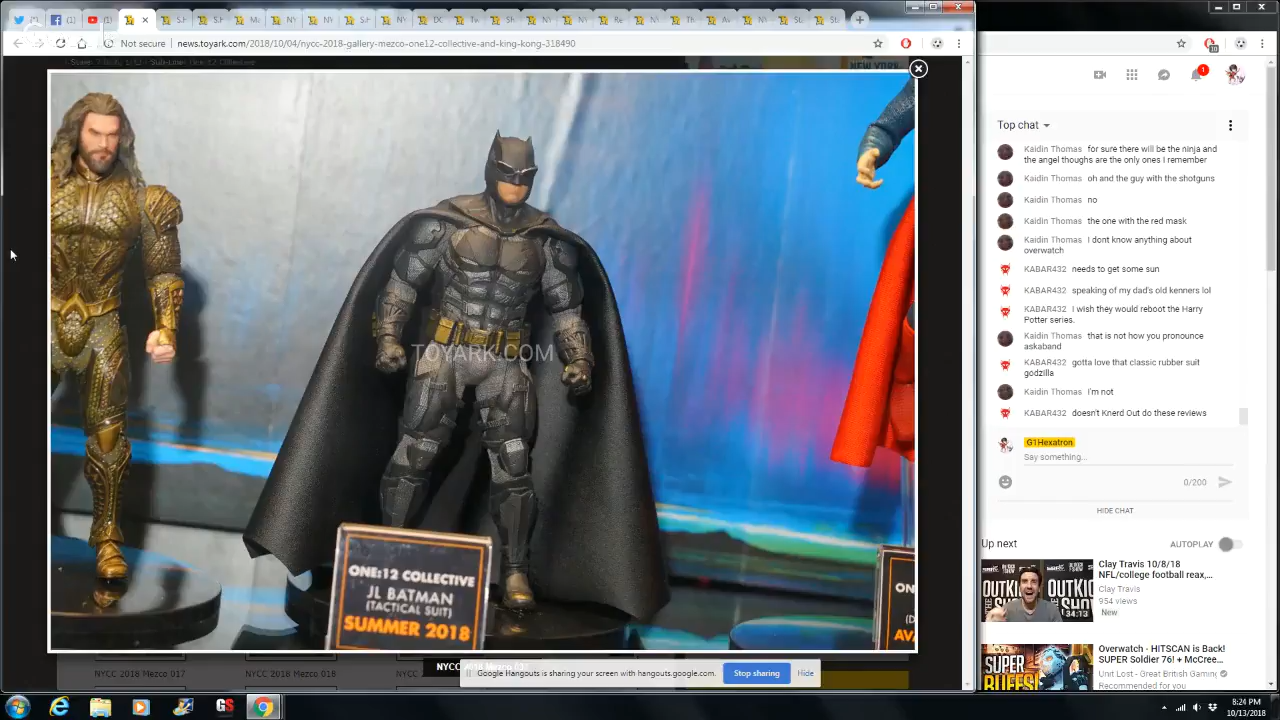 (1)
Not secure
news.toyark.com/2018/10/04/nycc-2018-gallery-mezco-one12-collective-and-king-kong-318490
TOYARK.COM
ONE:12 COLLECTIVE
JL BATMAN
(TACTICAL SUIT)
SUMMER 2018
NYCC 2018 Mezco 017
Google Hangouts is sharing your screen with hangouts.google.com.
Stop sharing
Hide
Top chat
Kaidin Thomas for sure there will be the ninja and
the angel thoughs are the only ones I remember
Kaidin Thomas oh and the guy with the shotguns
Kaidin Thomas no
Kaidin Thomas the one with the red mask
Kaidin Thomas I dont know anything about
overwatch
KABAR432 needs to get some sun
KABAR432 speaking of my dad's old kenners lol
KABAR432 I wish they would reboot the Harry
Potter series.
Kaidin Thomas that is not how you pronounce
askaband
KABAR432 gotta love that classic rubber suit
godzilla
Kaidin Thomas I'm not
KABAR432 doesn't Knerd Out do these reviews
G1Hexatron
Say something...
0/200
HIDE CHAT
Up next
AUTOPLAY
Clay Travis 10/8/18
NFL/college football reax,...
Clay Travis
954 views
New
34:13
Overwatch - HITSCAN is Back!
SUPER Soldier 76! + McCree...
Unit Lost - Great British Gaming
Recommended for you
SUPER
BUFFS!
8:24 PM
10/13/2018